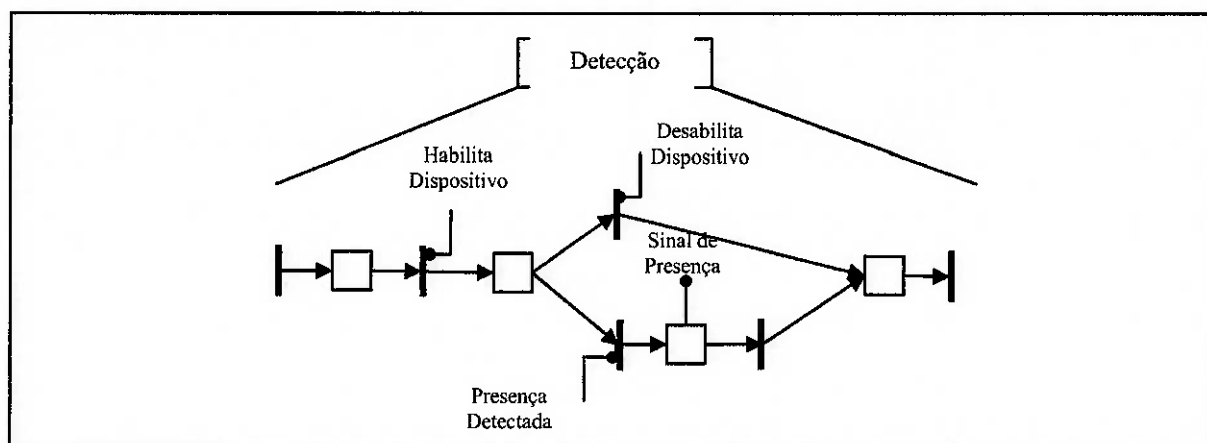 Detecção
Desabilita
Dispositivo
Habilita
Dispositivo
Sinal de
Presença
Presença
Detectada